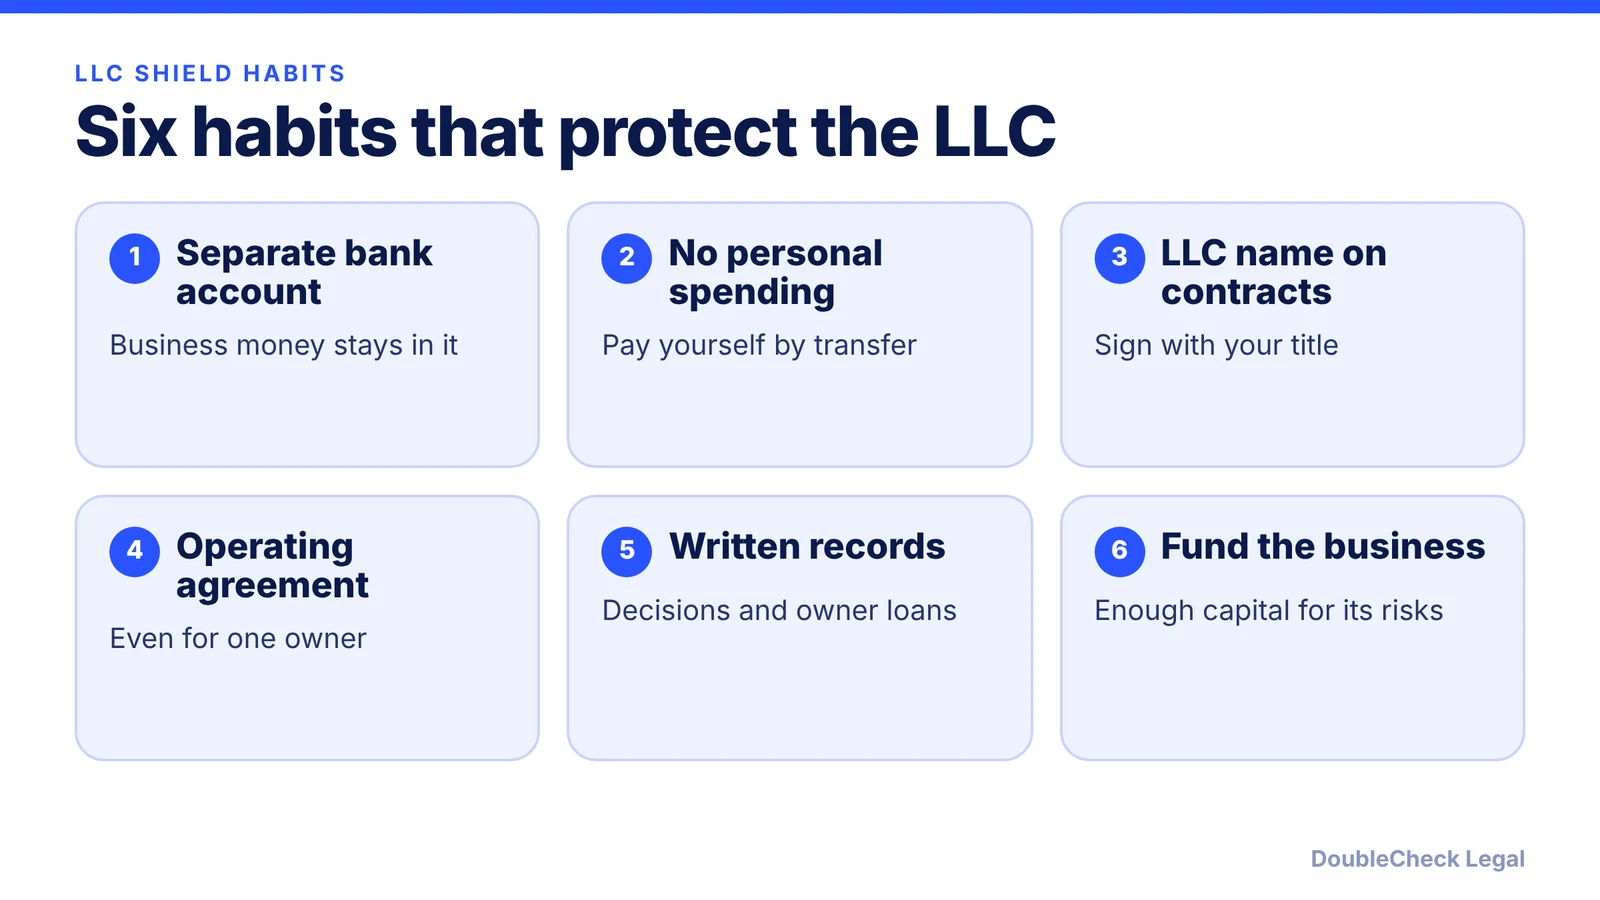 LLC SHIELD HABITS
Six habits that protect the LLC
1
Separate bank
account
Business money stays in it
2
No personal
spending
Pay yourself by transfer
3
LLC name on
contracts
Sign with your title
4
Operating
agreement
Even for one owner
5
Written records
Decisions and owner loans
6
Fund the business
Enough capital for its risks
DoubleCheck Legal